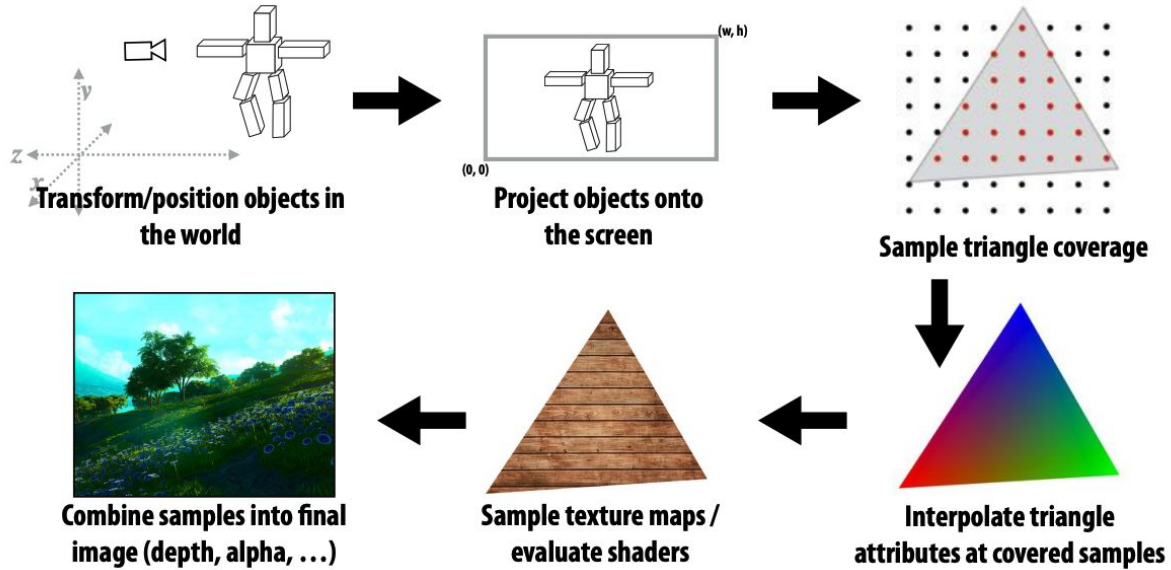 y
z
x
Transform/position objects in
the world
(w, h)
(0, 0)
Project objects onto
the screen
Sample triangle coverage
Interpolate triangle
attributes at covered samples
Sample texture maps /
evaluate shaders
Combine samples into final
image (depth, alpha, …)